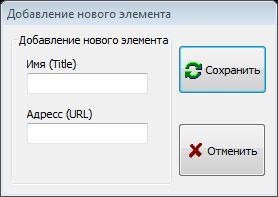 Добавление нового элемента
Добавление нового элемента
Имя (Title)
Сохранить
Адресс (URL)
Отменить